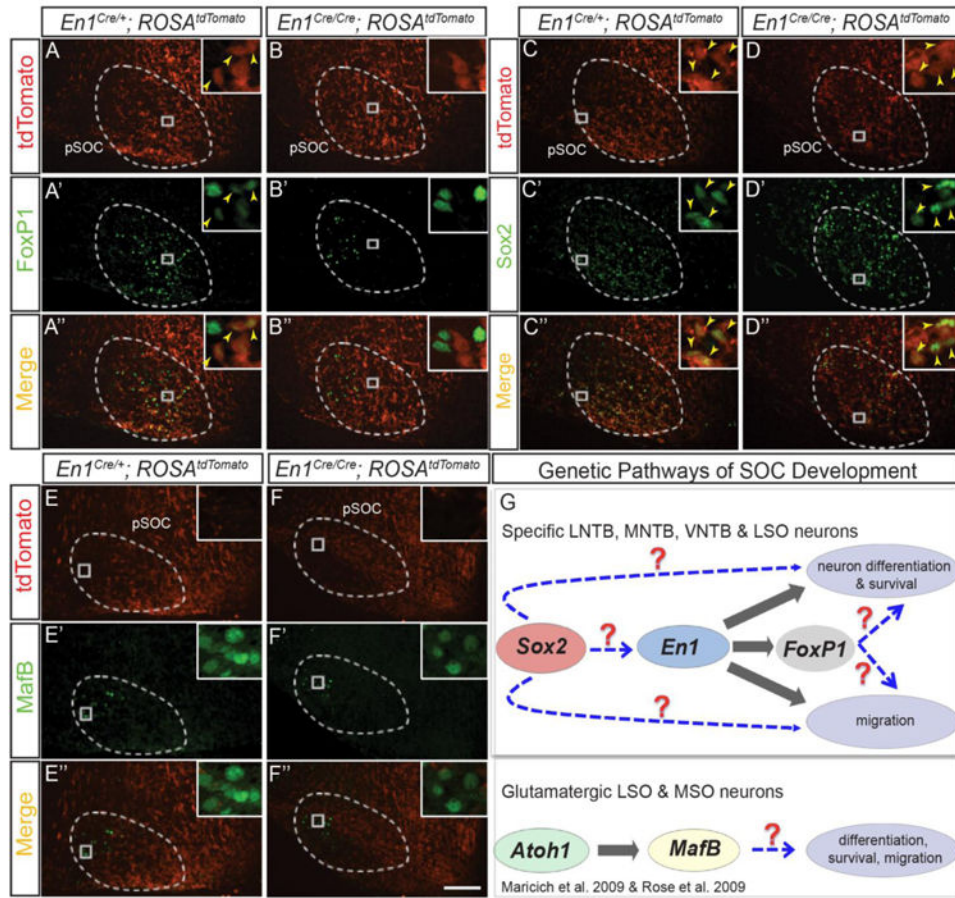 En1Cre/+; ROSAtdTomato
En1Cre/Cre; ROSAtdTomato
En1Cre/+; ROSAtdTomato
En1Cre/Cre; ROSAtdTomato
tdTomato
A
pSOC
B
tdTomato
C
pSOC
D
pSOC
FoxP1
A'
B'
Sox2
C'
D'
Merge
A"
B"
Merge
C"
D"
En1Cre/+; ROSAtdTomato
En1Cre/Cre; ROSAtdTomato
tdTomato
E
pSOC
F
pSOC
MafB
E'
F'
Merge
E"
F"
Genetic Pathways of SOC Development
G
Specific LNTB, MNTB, VNTB & LSO neurons
?
neuron differentiation
& survival
Sox2
?
En1
FoxP1
?
?
?
migration
Glutamatergic LSO & MSO neurons
Atoh1
MafB
?
differentiation,
survival, migration
Maricich et al. 2009 & Rose et al. 2009